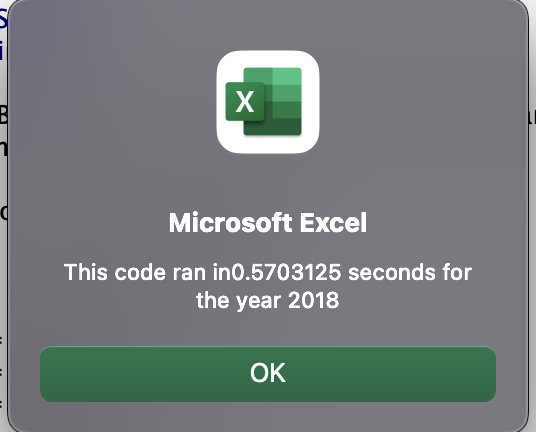 X
Microsoft Excel
This code ran in0.5703125 seconds for
the year 2018
OK